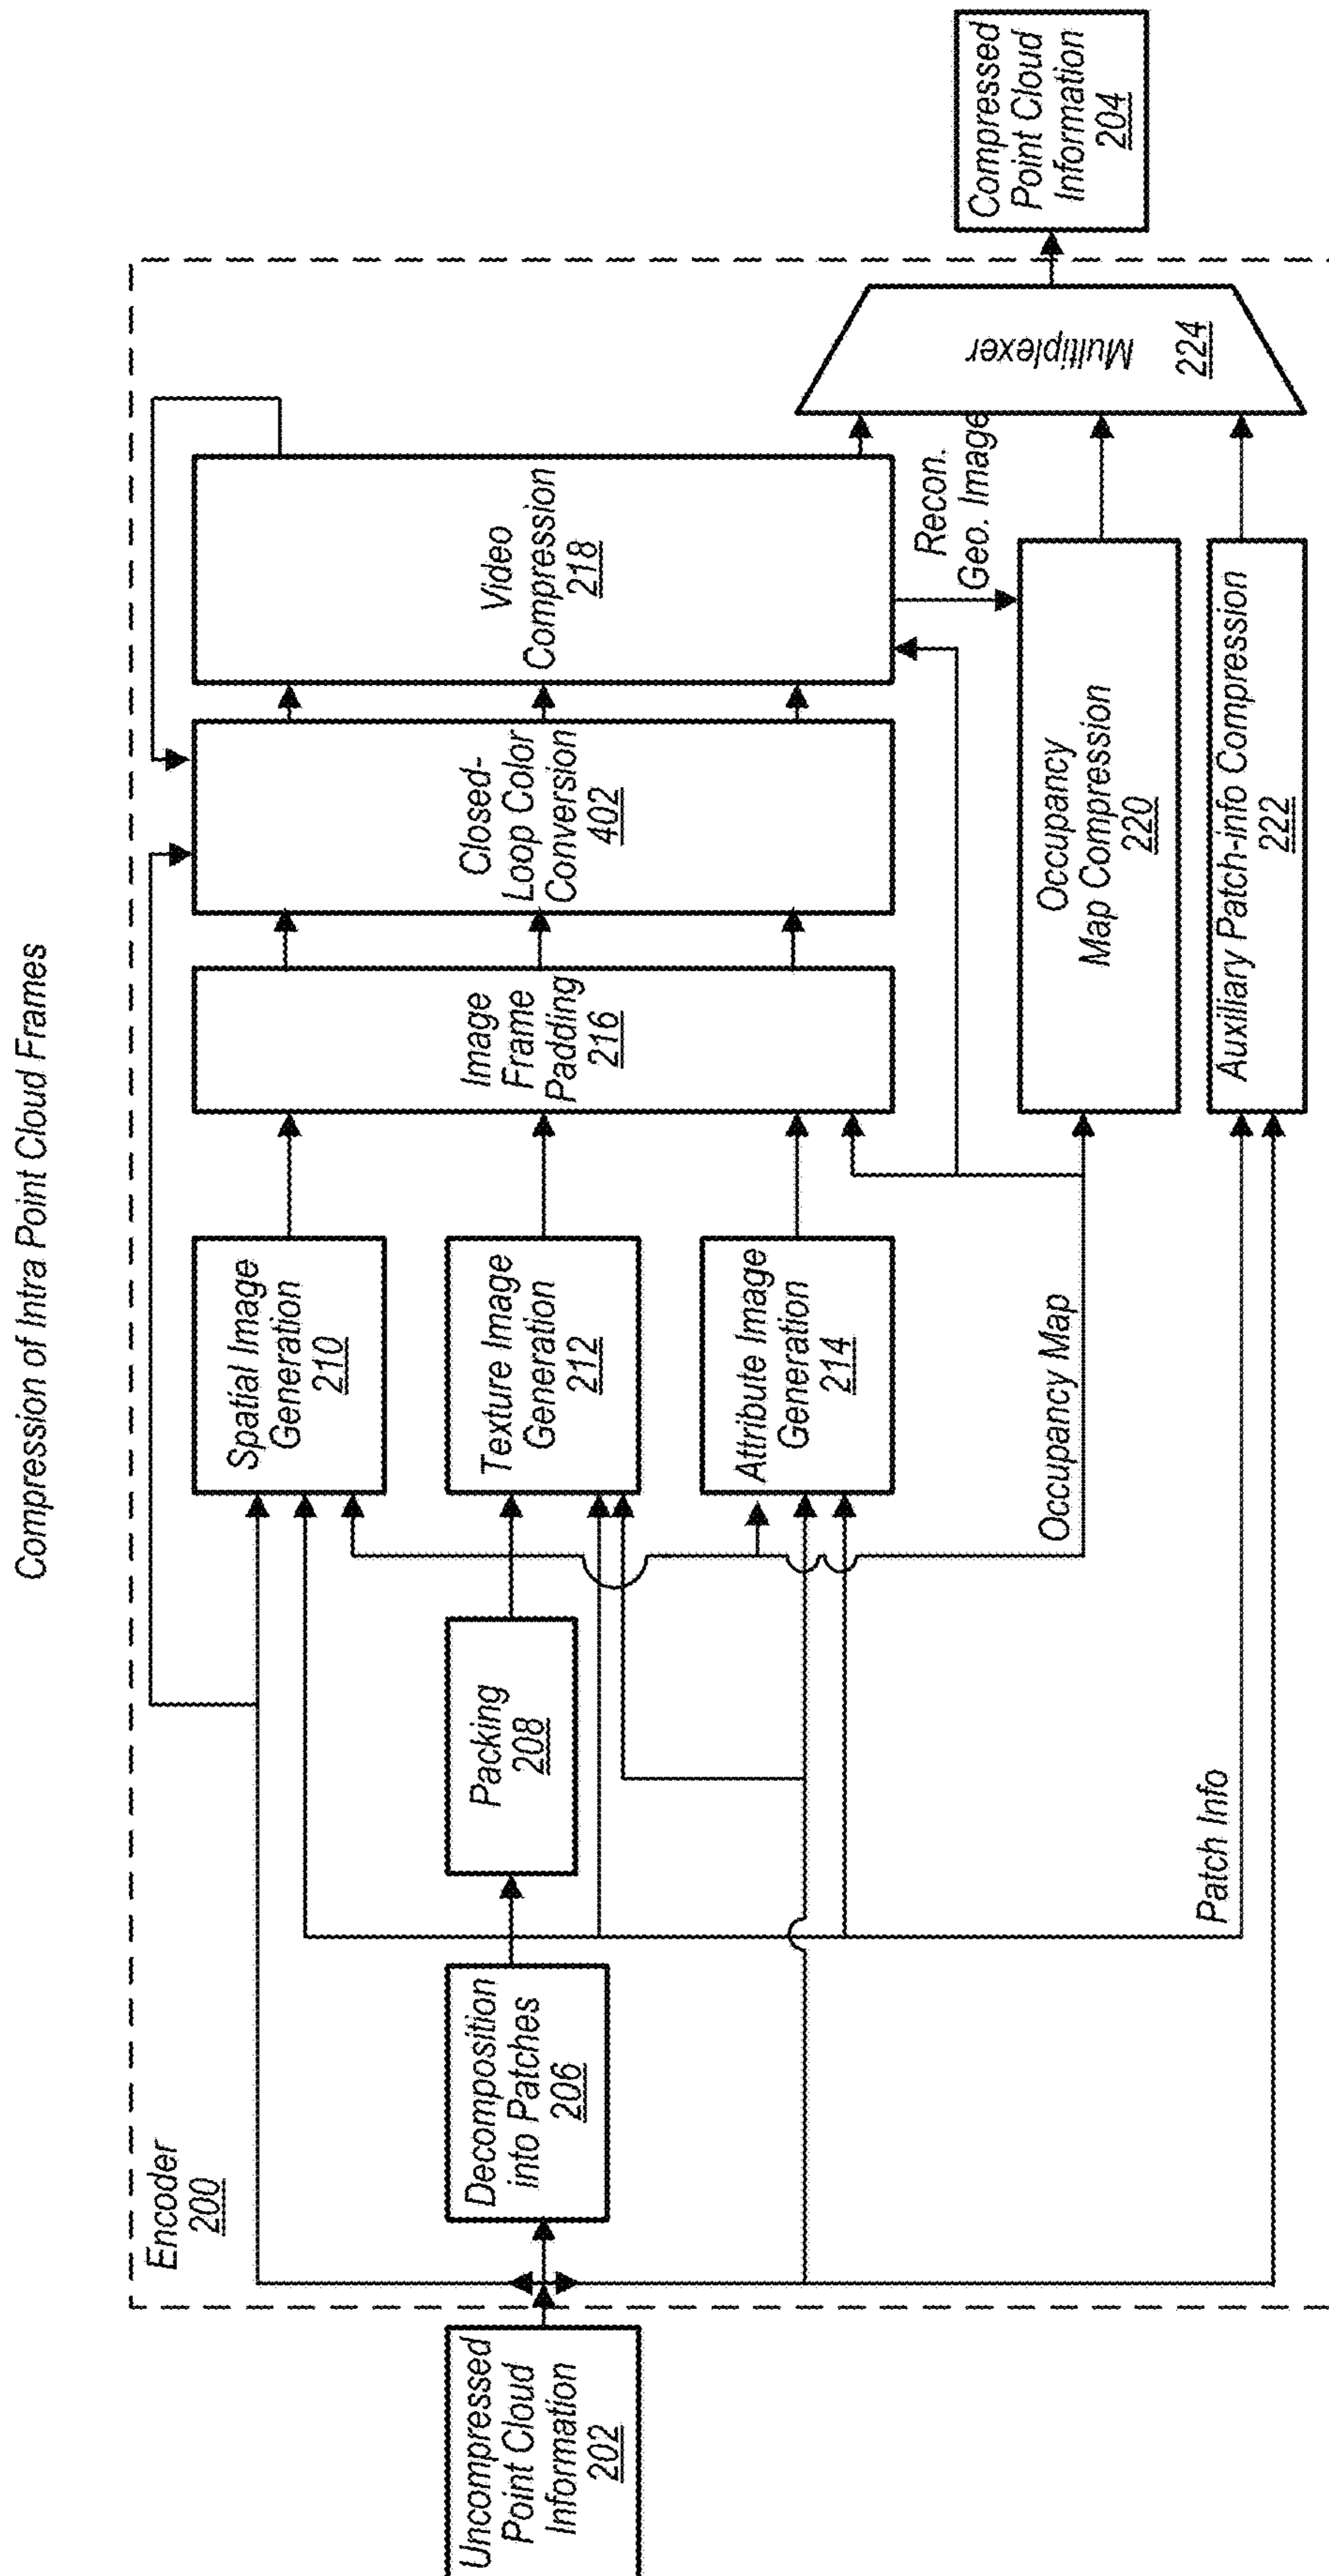 Compression of Intra Point Cloud Frames
Encoder
200
Uncompressed
Point Cloud
Information
202
Decomposition
into Patches
206
Packing
208
Spatial Image
Generation
210
Texture Image
Generation
212
Attribute Image
Generation
214
Image
Frame
Padding
216
Closed-
Loop Color
Conversion
402
Video
Compression
218
Recon.
Geo. Image
Occupancy Map
Occupancy
Map Compression
220
Patch Info
Auxiliary Patch-info Compression
222
Multiplexer
224
Compressed
Point Cloud
Information
204